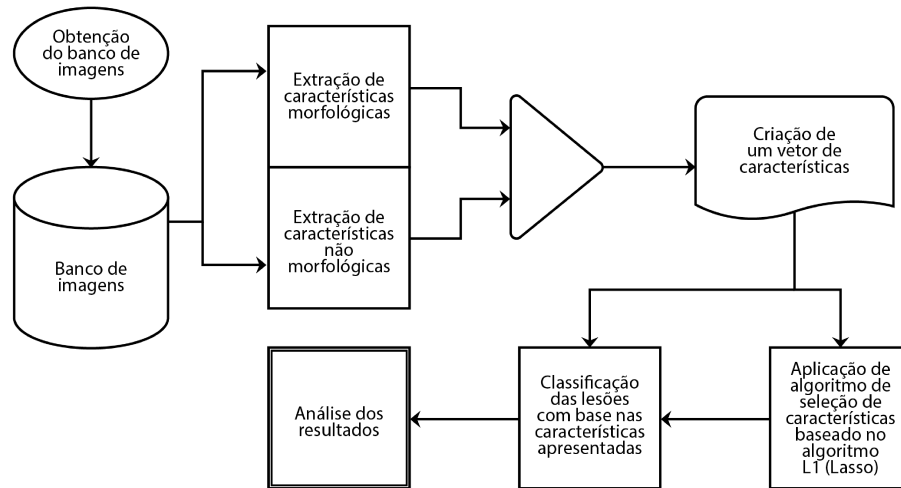 Obtenção
do banco de
imagens
Banco de
imagens
Extração de
características
morfológicas
Extração de
características
não
morfológicas
Criação de
um vetor de
características
Aplicação de
algoritmo de
seleção de
características
baseado no
algoritmo
L1 (Lasso)
Classificação
das lesões
com base nas
características
apresentadas
Análise dos
resultados